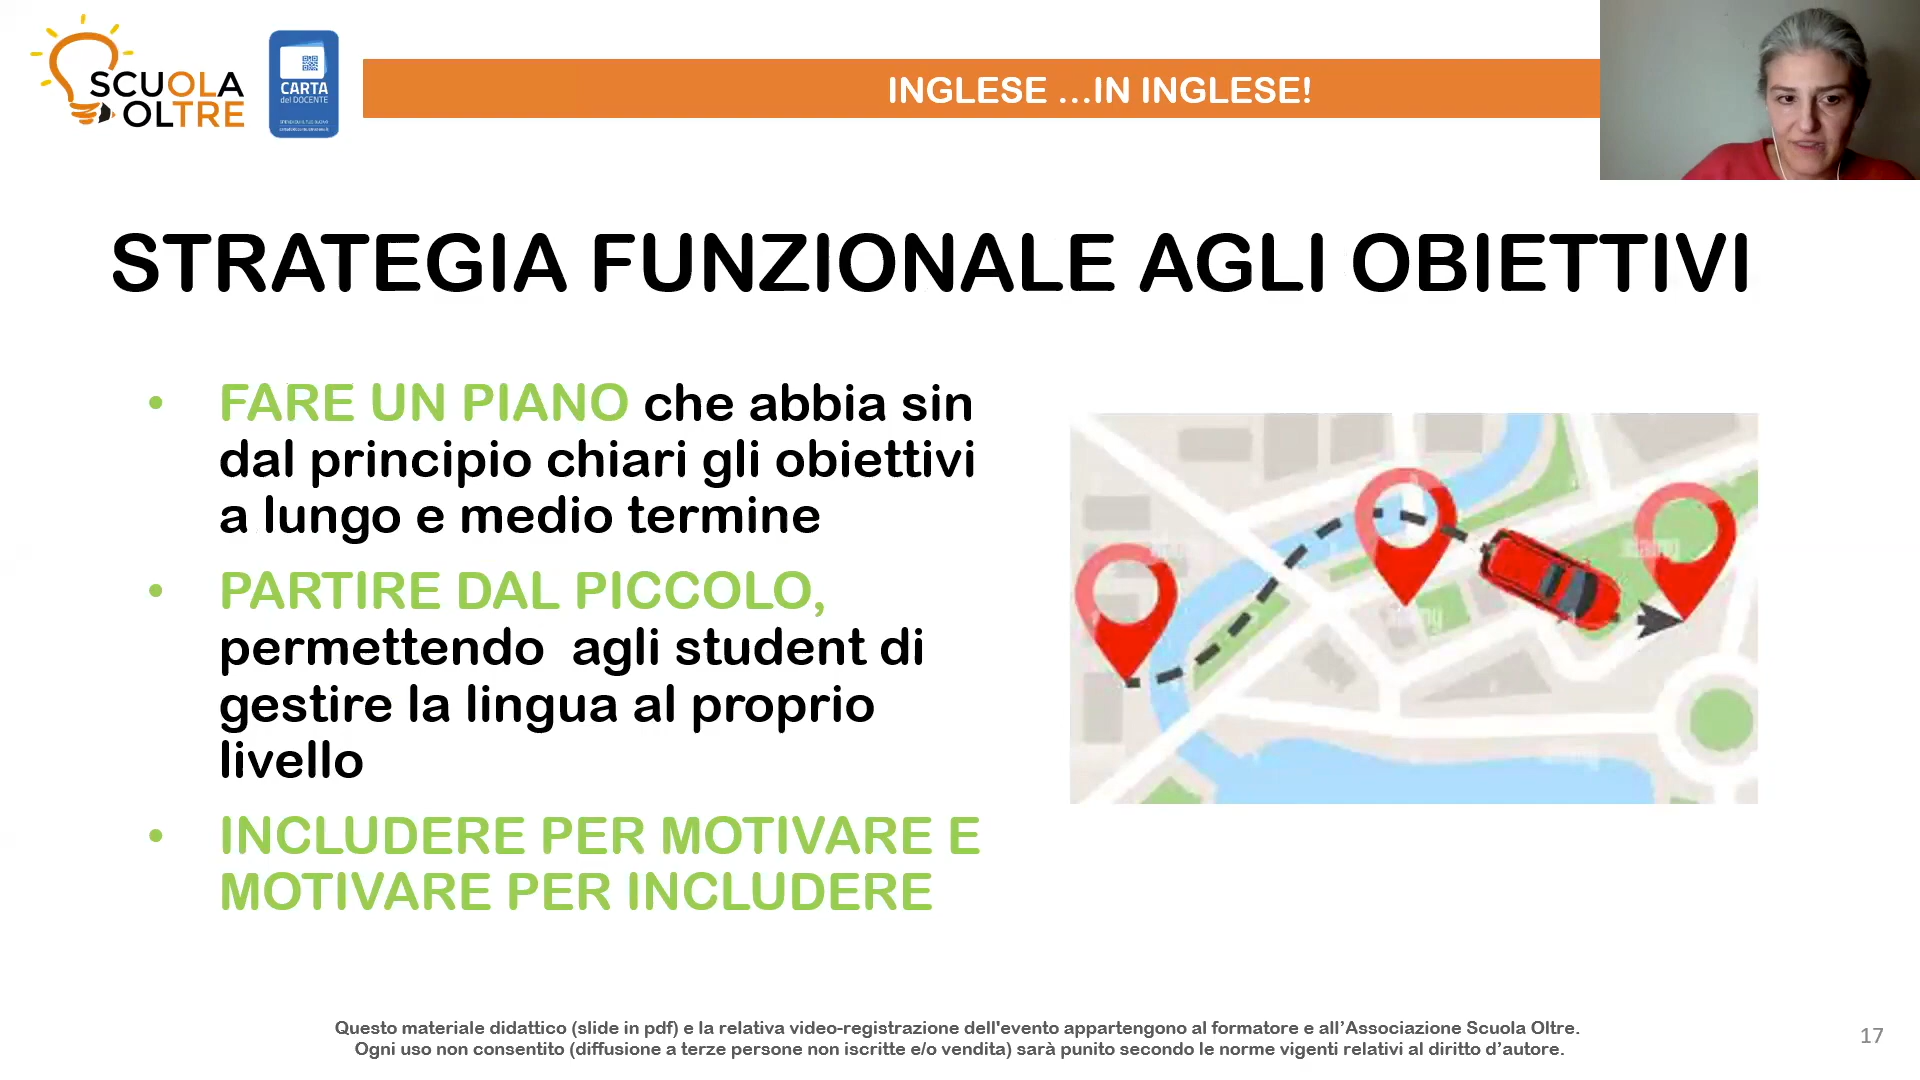 SCUOLA
OLTRE
CARTA
del DOCENTE
INGLESE ...IN INGLESE!
STRATEGIA FUNZIONALE AGLI OBIETTIVI
• FARE UN PIANO che abbia sin
dal principio chiari gli obiettivi
a lungo e medio termine
• PARTIRE DAL PICCOLO,
permettendo agli student di
gestire la lingua al proprio
livello
• INCLUDERE PER MOTIVARE E
MOTIVARE PER INCLUDERE
Questo materiale didattico (slide in pdf) e la relativa video-registrazione dell'evento appartengono al formatore e all’Associazione Scuola Oltre.
Ogni uso non consentito (diffusione a terze persone non iscritte e/o vendita) sarà punito secondo le norme vigenti relativi al diritto d’autore.
17